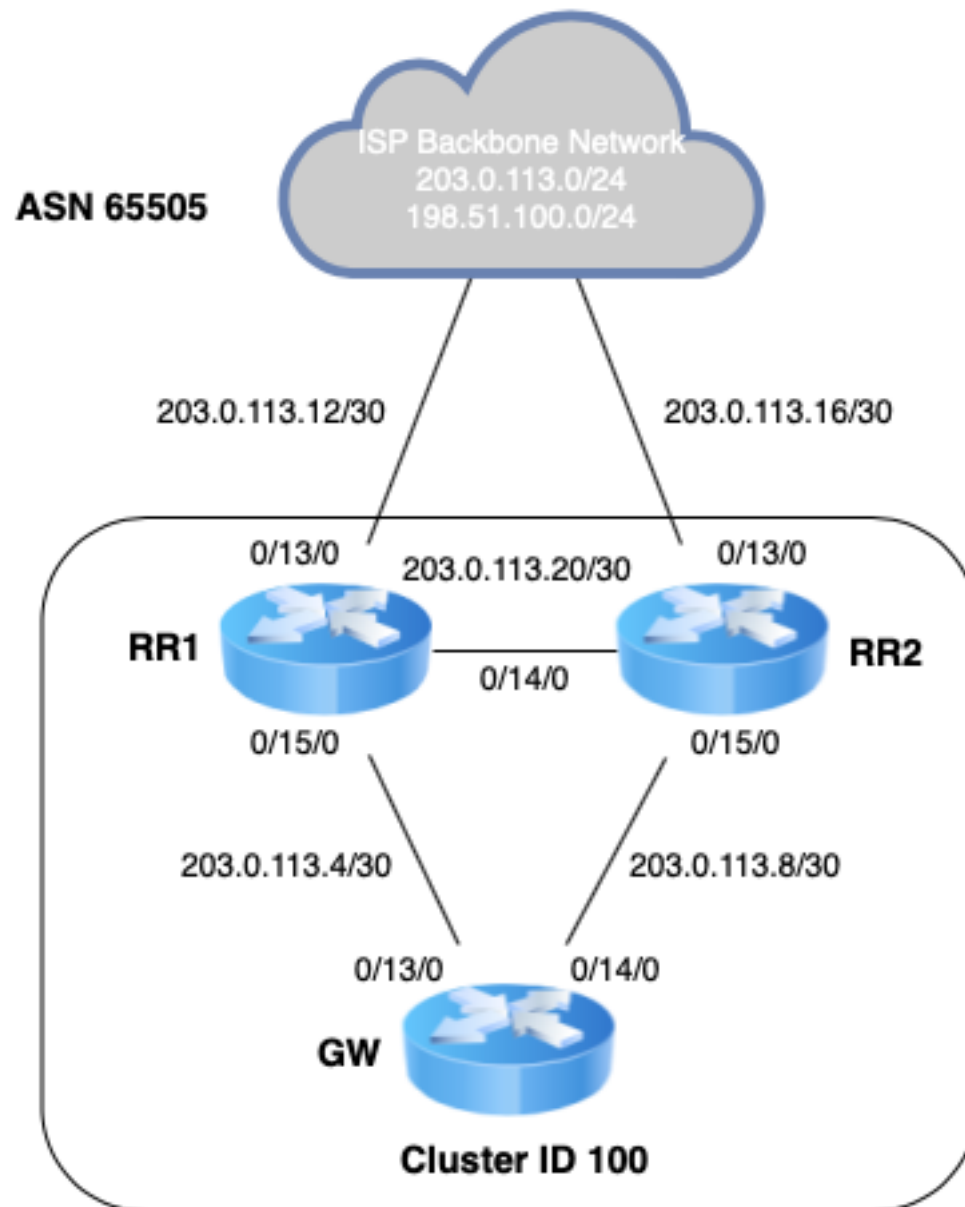 ISP Backbone Network
203.0.113.0/24
198.51.100.0/24
ASN 65505
203.0.113.12/30
203.0.113.16/30
0/13/0
203.0.113.20/30
0/13/0
RR1
0/14/0
RR2
0/15/0
0/15/0
203.0.113.4/30
203.0.113.8/30
0/13/0
0/14/0
GW
Cluster ID 100